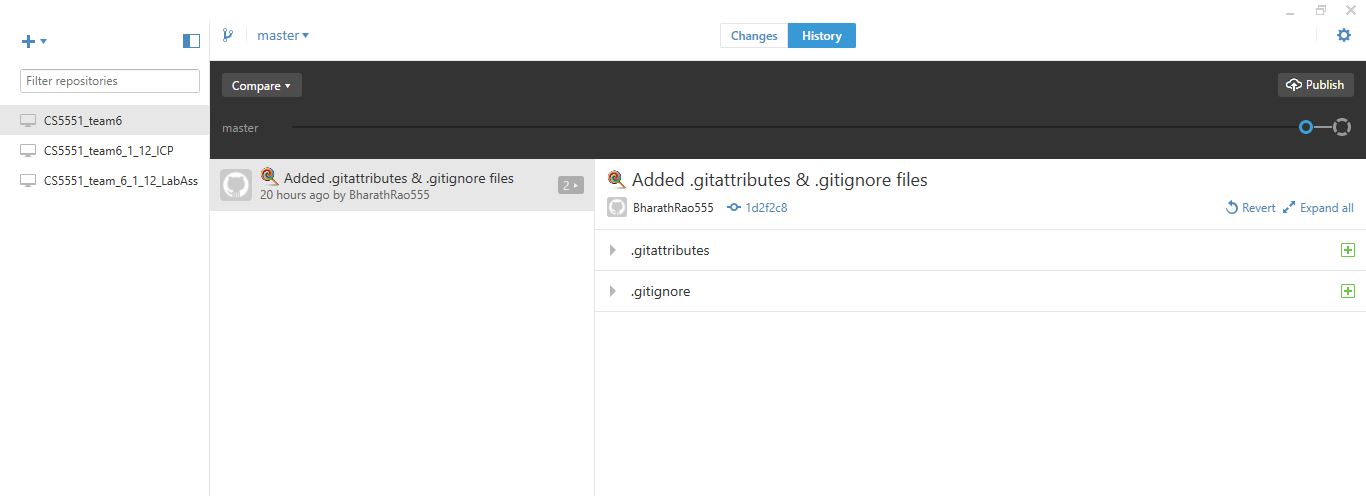 master
Changes
History
Filter repositories
Compare
Publish
CS5551_team6
master
CS5551_team6_1_12_ICP
CS5551_team_6_1_12_LabAss
Added .gitattributes & .gitignore files
20 hours ago by BharathRao555
2
Added .gitattributes & .gitignore files
BharathRao555
1d2f2c8
Revert
Expand all
.gitattributes
.gitignore